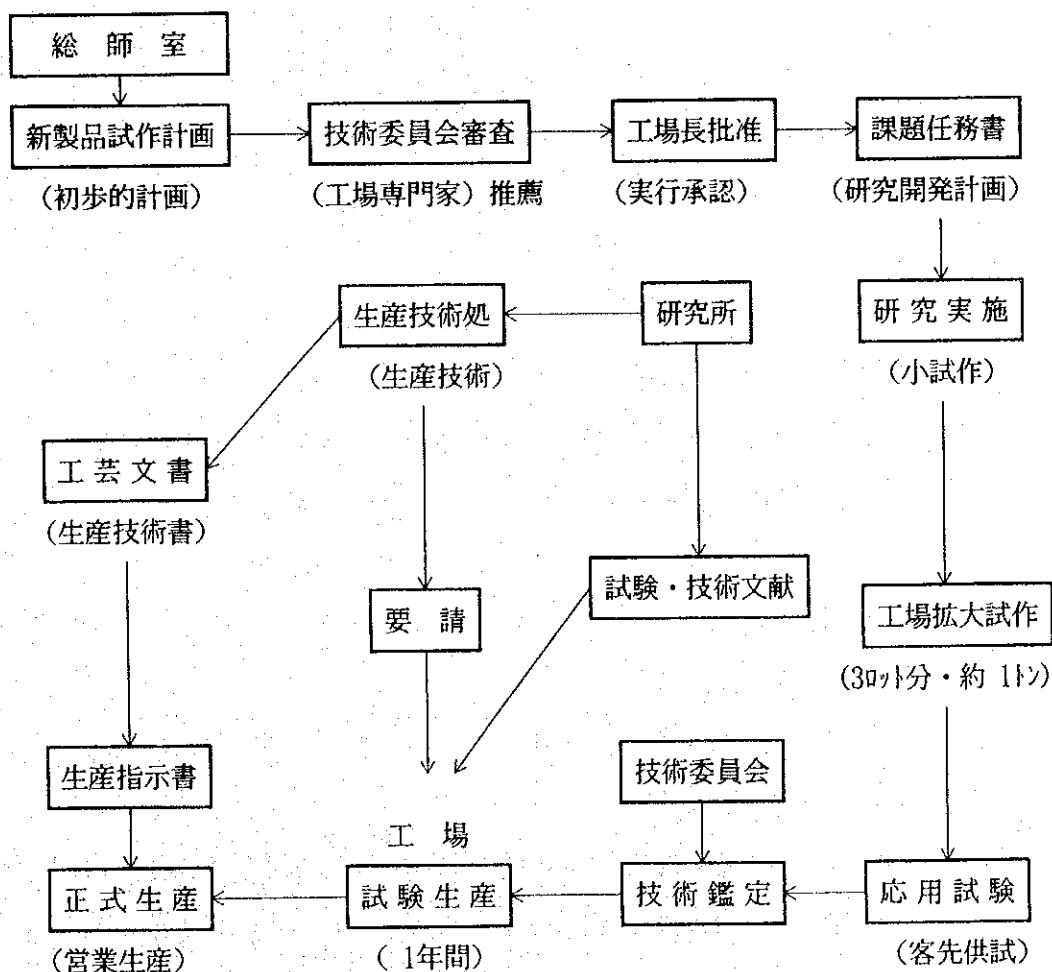 総師室
新製品試作計画 技術委員会審査 工場長批准 課題任務書
(初歩的計画) (工場専門家) 推薦 (実行承認) (研究開発計画)
生産技術処 研究所 研究実施
(生産技術) (小試作)
工芸文書
(生産技術書)
要請 試験・技術文献 工場拡大試作
(3ロット分・約 1トン)
生産指示書 技術委員会
工場
正式生産 試験生産 技術鑑定 応用試験
(営業生産) (1年間) (客先供試)